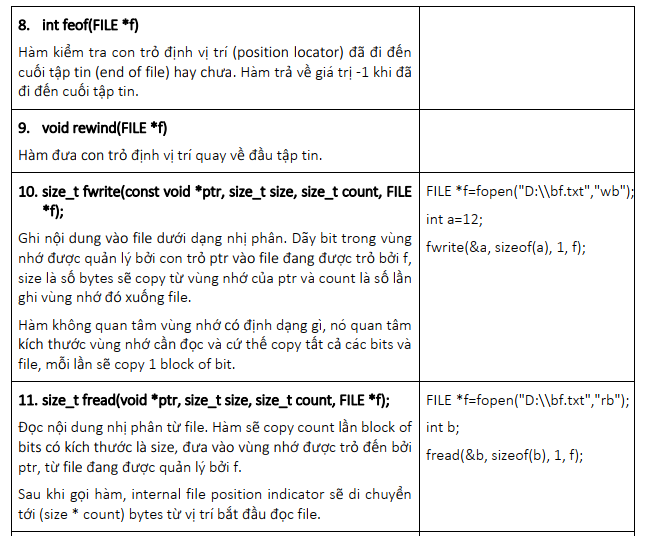 8. int feof(FILE *f)
Hàm kiểm tra con trỏ định vị trí (position locator) đã đi đến
cuối tập tin (end of file) hay chưa. Hàm trả về giá trị -1 khi đã
đi đến cuối tập tin.
9. void rewind(FILE *f)
Hàm đưa con trỏ định vị trí quay về đầu tập tin.
10. size_t fwrite(const void *ptr, size_t size, size_t count, FILE
*f);
Ghi nội dung vào file dưới dạng nhị phân. Dãy bit trong vùng
nhớ được quản lý bởi con trỏ ptr vào file đang được trỏ bởi f,
size là số bytes sẽ copy từ vùng nhớ của ptr và count là số lần
ghi vùng nhớ đó xuống file.
Hàm không quan tâm vùng nhớ có định dạng gì, nó quan tâm
kích thước vùng nhớ cần đọc và cứ thế copy tất cả các bits và
file, mỗi lần sẽ copy 1 block of bit.
FILE *f=fopen("D:\\bf.txt","wb");
int a=12;
fwrite(&a, sizeof(a), 1, f);
11. size_t fread(void *ptr, size_t size, size_t count, FILE *f);
Đọc nội dung nhị phân từ file. Hàm sẽ copy count lần block of
bits có kích thước là size, đưa vào vùng nhớ được trỏ đến bởi
ptr, từ file đang được quản lý bởi f.
Sau khi gọi hàm, internal file position indicator sẽ di chuyển
tới (size * count) bytes từ vị trí bắt đầu đọc file.
FILE *f=fopen("D:\\bf.txt","rb");
int b;
fread(&b, sizeof(b), 1, f);